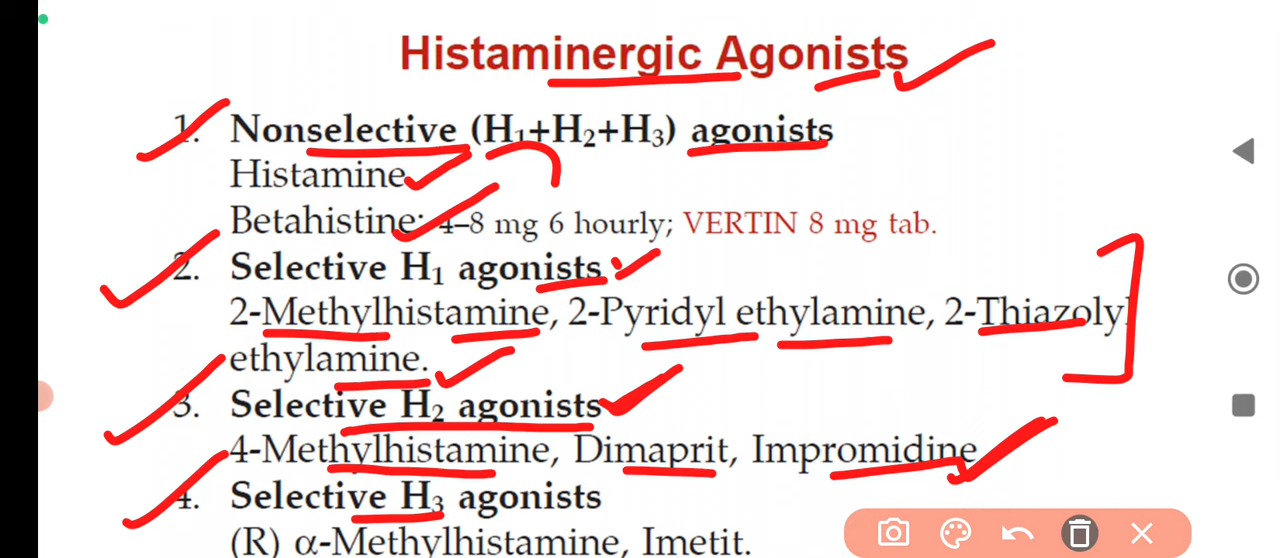 Histaminergic Agonists
1. Nonselective (H₁+H₂+H₃) agonists
Histamine
Betahistine: 4–8 mg 6 hourly; VERTIN 8 mg tab.
2. Selective H₁ agonists
2-Methylhistamine, 2-Pyridyl ethylamine, 2-Thiazolyl
ethylamine.
3. Selective H₂ agonists
4-Methylhistamine, Dimaprit, Impromidine
4. Selective H₃ agonists
(R) α-Methylhistamine, Imetit.